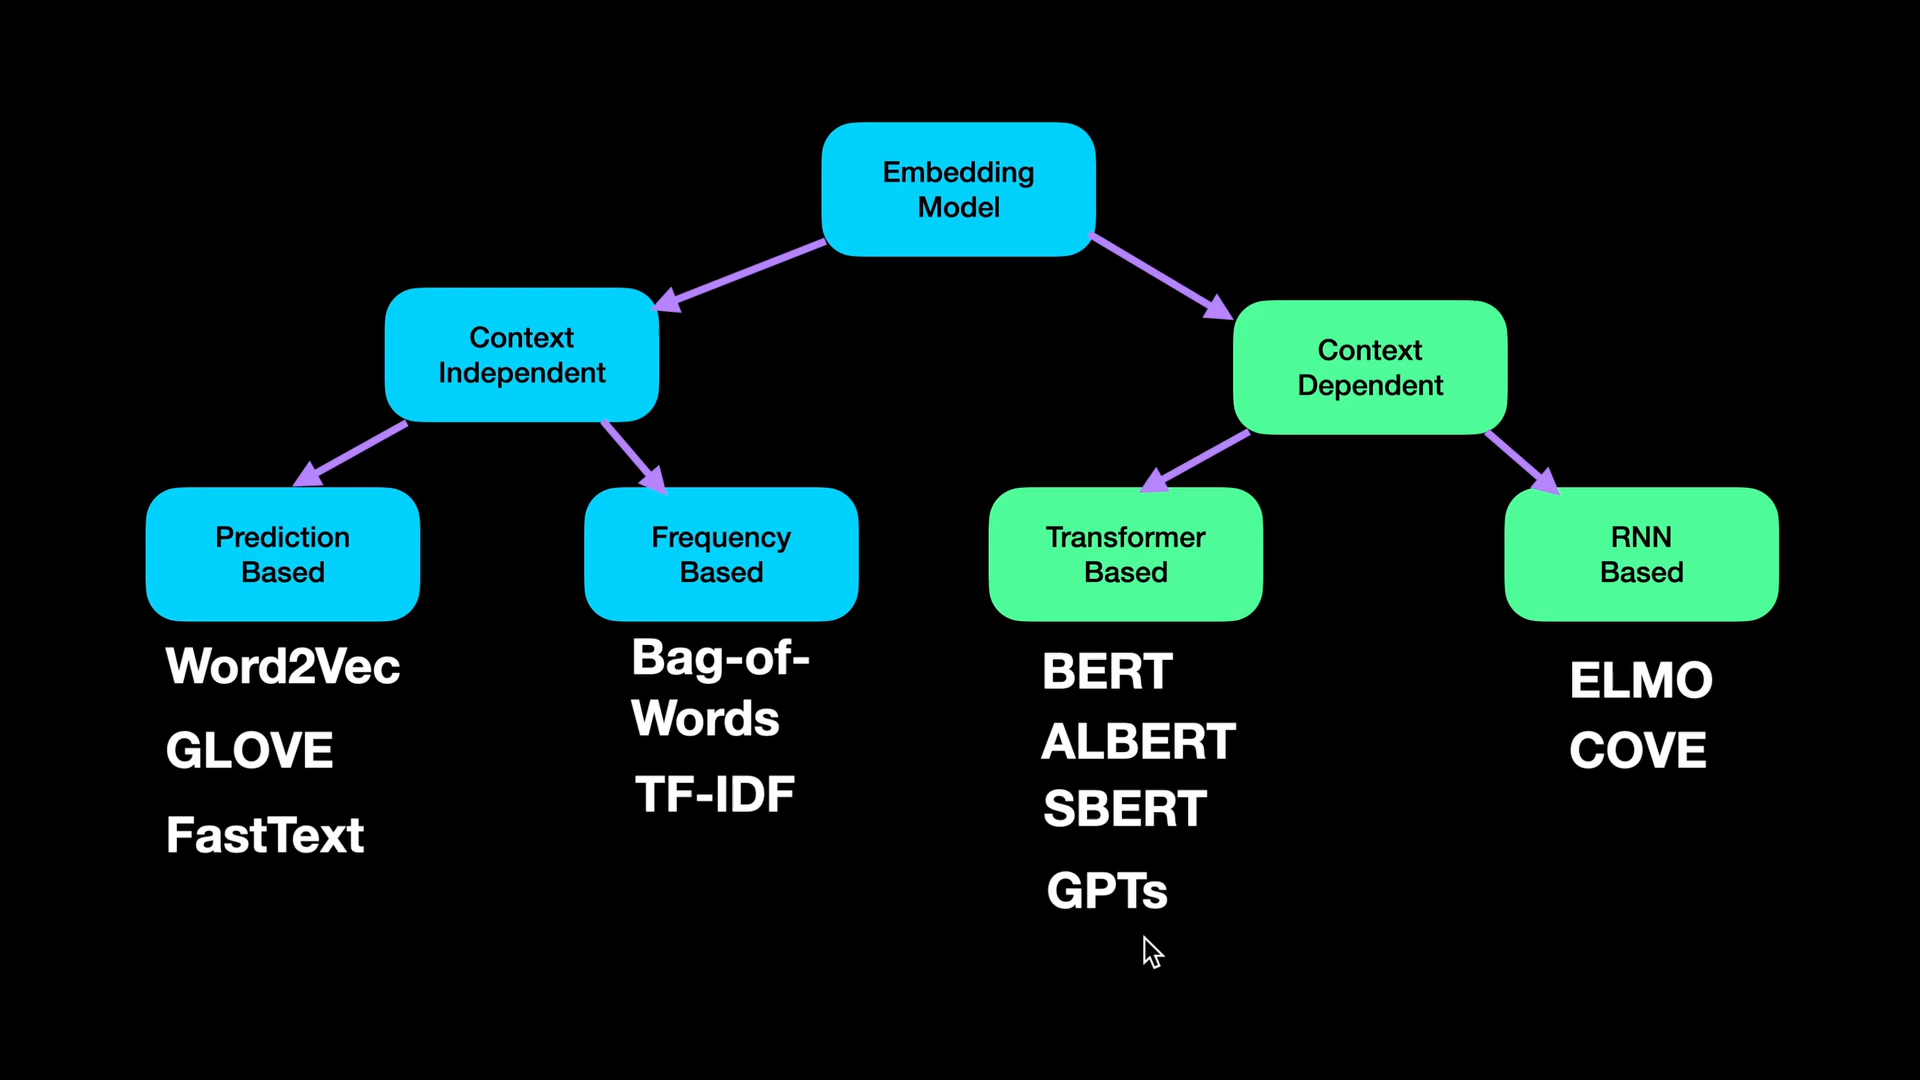 Embedding
Model
Context
Independent
Context
Dependent
Prediction
Based
Frequency
Based
Transformer
Based
RNN
Based
Word2Vec
GLOVE
FastText
Bag-of-
Words
TF-IDF
BERT
ALBERT
SBERT
GPTs
ELMO
COVE